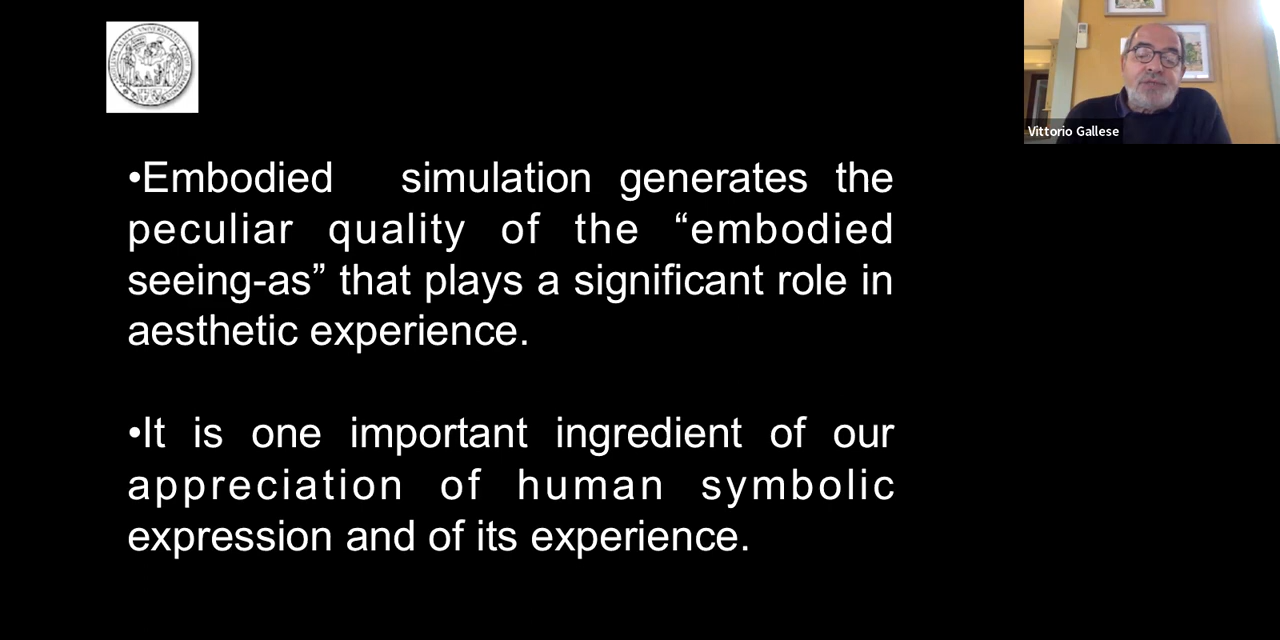 •Embodied simulation generates the
peculiar quality of the “embodied
seeing-as” that plays a significant role in
aesthetic experience.
•It is one important ingredient of our
appreciation of human symbolic
expression and of its experience.
Vittorio Gallese